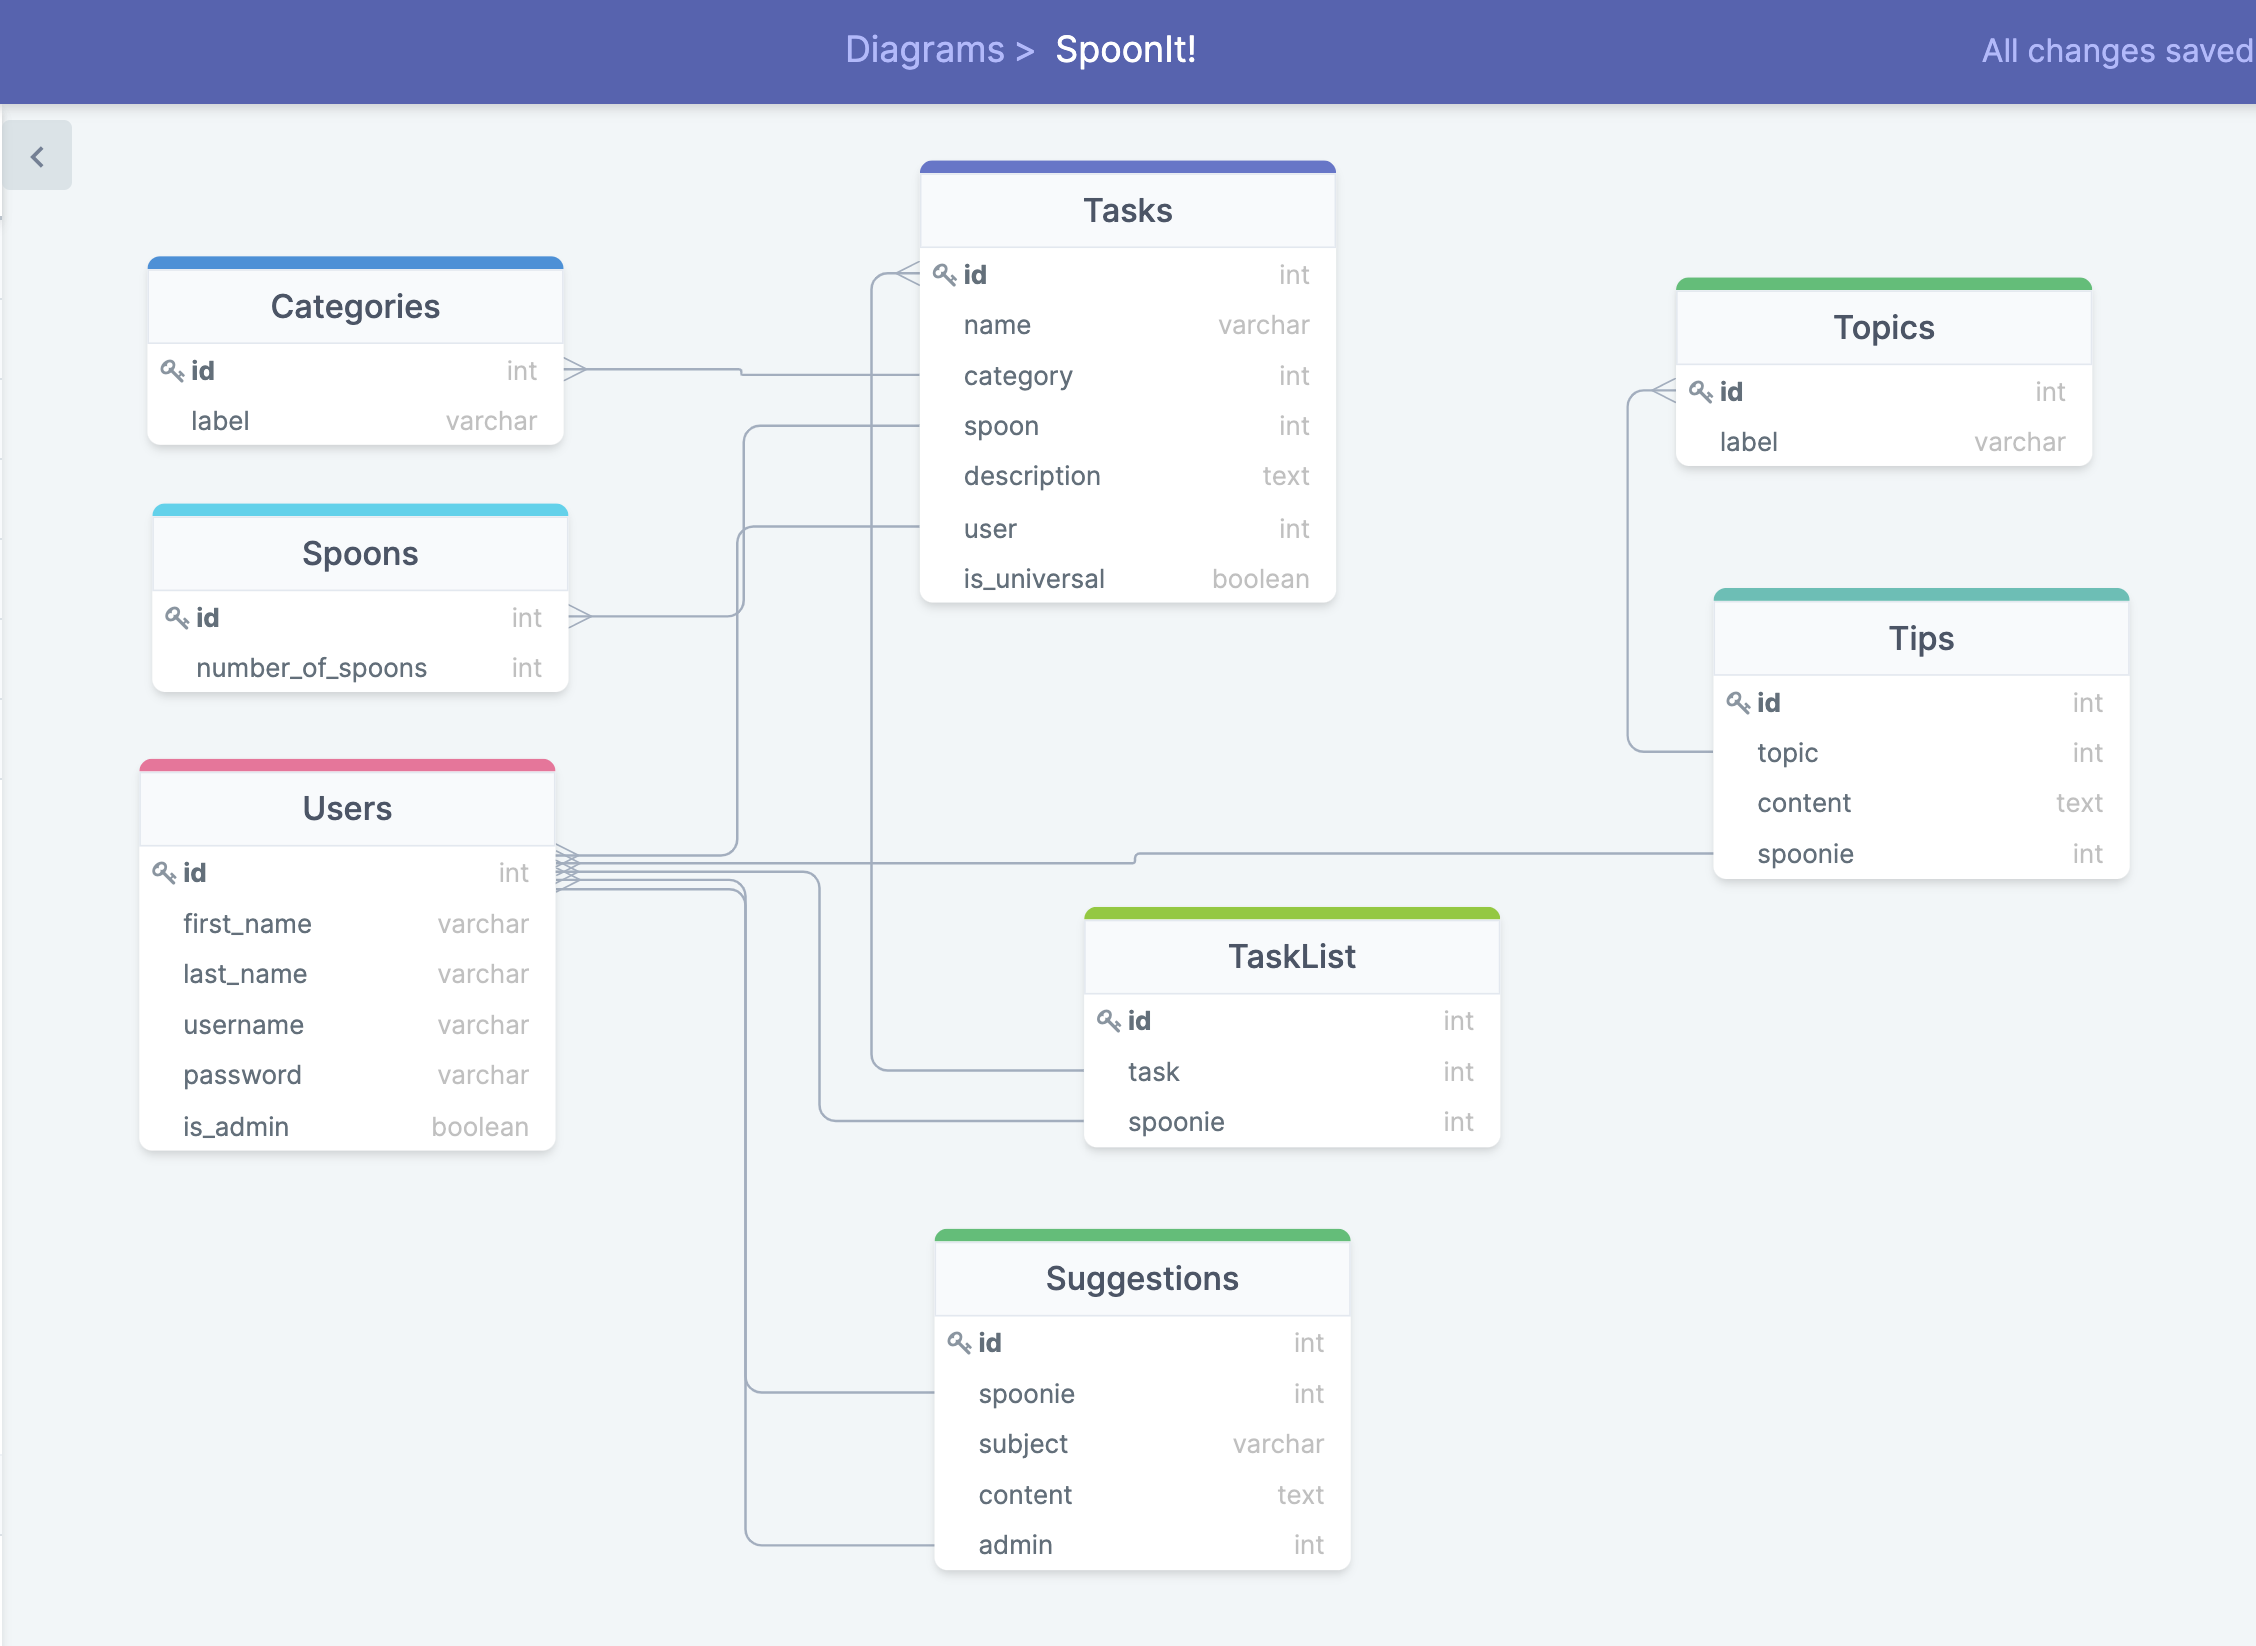 Diagrams > SpoonIt!
All changes saved
Categories
id int
label varchar
Spoons
id int
number_of_spoons int
Users
id int
first_name varchar
last_name varchar
username varchar
password varchar
is_admin boolean
Tasks
id int
name varchar
category int
spoon int
description text
user int
is_universal boolean
TaskList
id int
task int
spoonie int
Suggestions
id int
spoonie int
subject varchar
content text
admin int
Topics
id int
label varchar
Tips
id int
topic int
content text
spoonie int